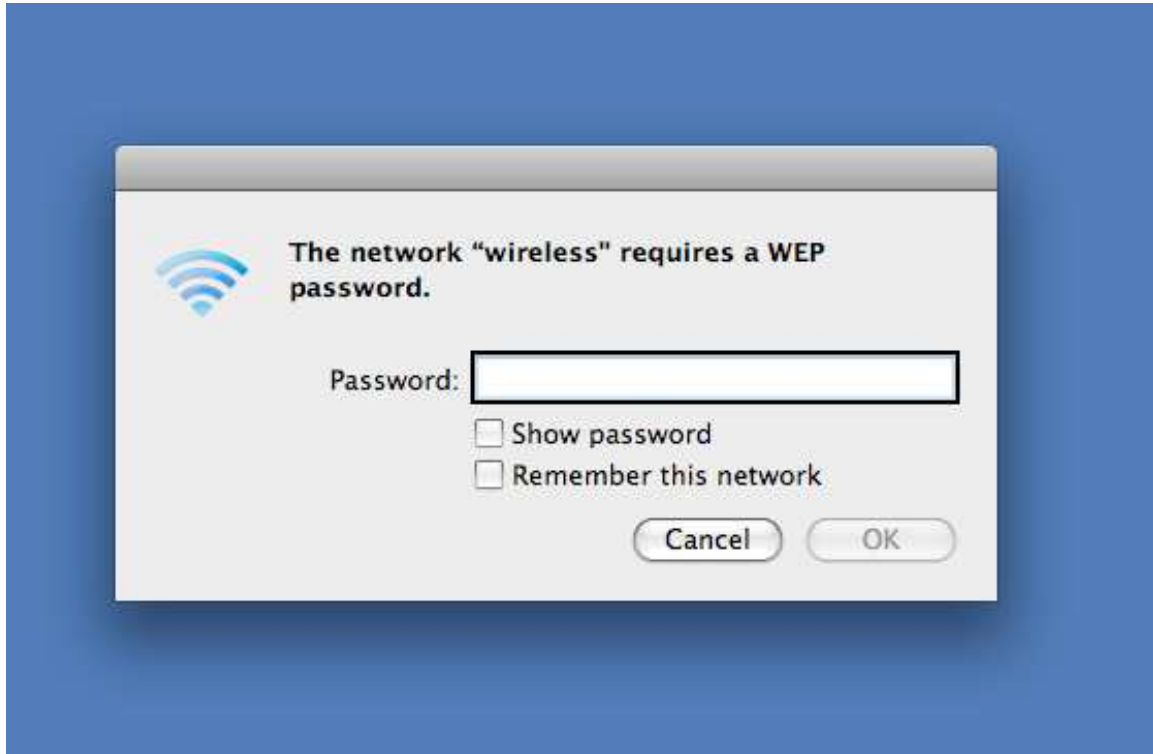 The network “wireless" requires a WEP
password.
Password:
Show password
Remember this network
Cancel OK